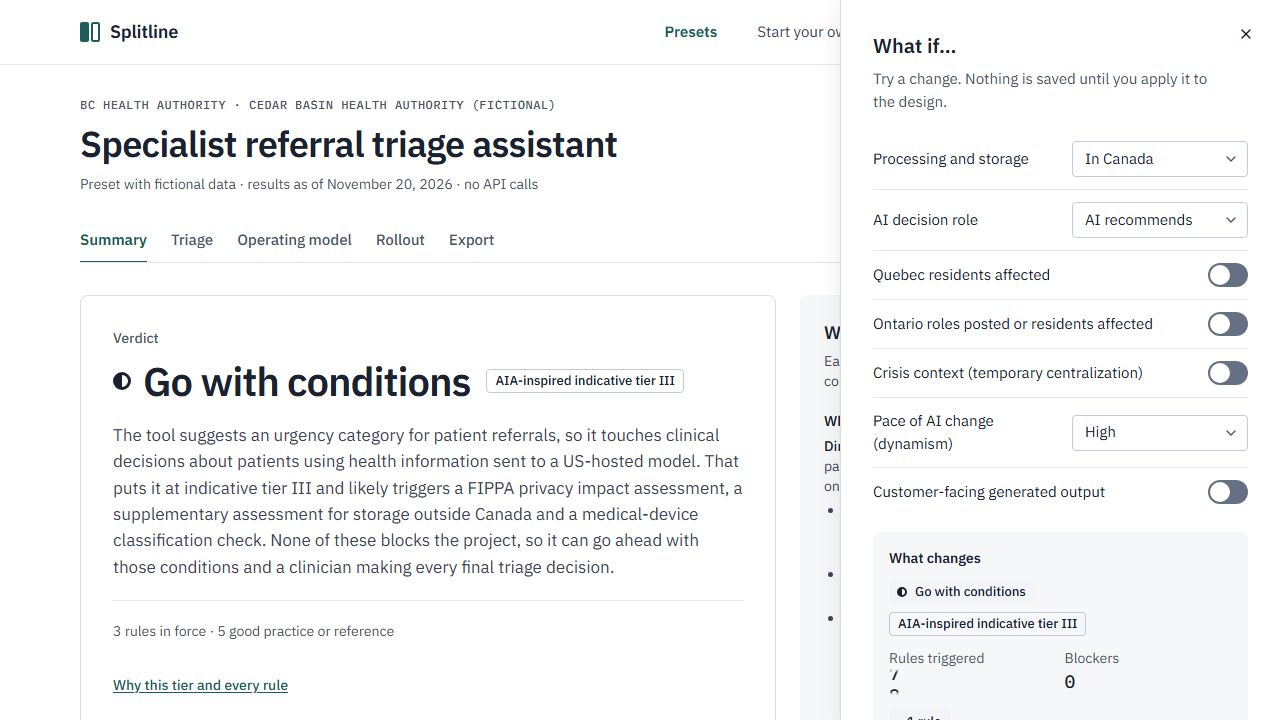 Splitline
Presets
Start your
BC HEALTH AUTHORITY · CEDAR BASIN HEALTH AUTHORITY (FICTIONAL)
Specialist referral triage assistant
Preset with fictional data · results as of November 20, 2026 · no API calls
Summary
Triage
Operating model
Rollout
Export
Verdict
Go with conditions
AIA-inspired indicative tier III
The tool suggests an urgency category for patient referrals, so it touches clinical
decisions about patients using health information sent to a US-hosted model. That
puts it at indicative tier III and likely triggers a FIPPA privacy impact assessment, a
supplementary assessment for storage outside Canada and a medical-device
classification check. None of these blocks the project, so it can go ahead with
those conditions and a clinician making every final triage decision.
3 rules in force · 5 good practice or reference
Why this tier and every rule
What if...
Try a change. Nothing is saved until you apply it to
the design.
Processing and storage
In Canada
AI decision role
AI recommends
Quebec residents affected
Ontario roles posted or residents affected
Crisis context (temporary centralization)
Pace of AI change
(dynamism)
High
Customer-facing generated output
What changes
Go with conditions
AIA-inspired indicative tier III
Rules triggered
Blockers
0